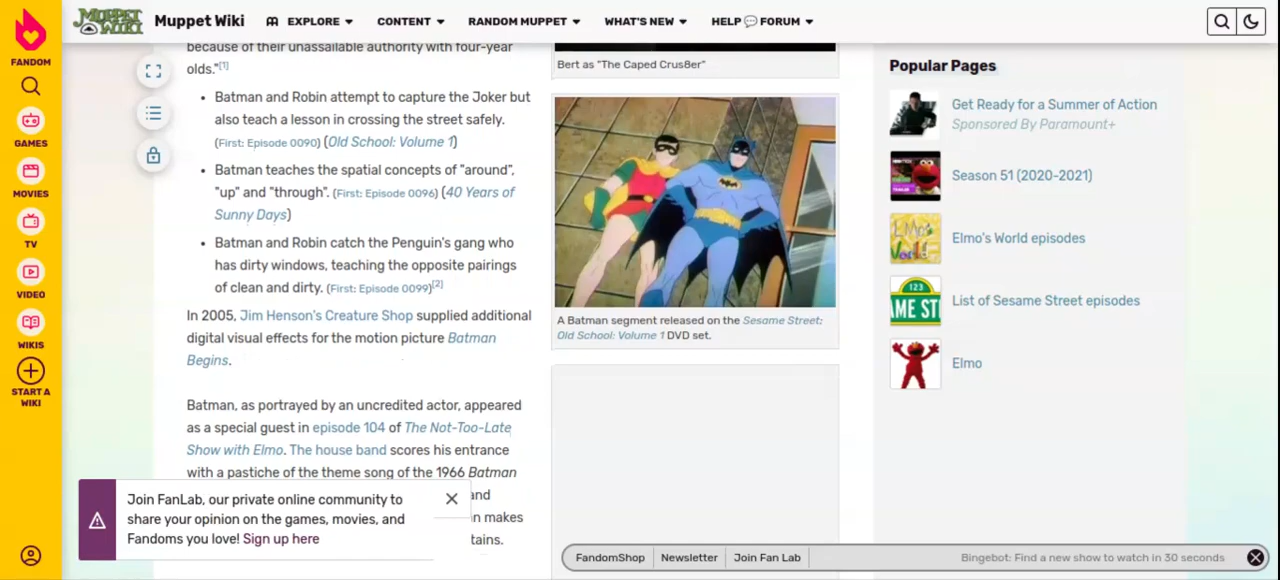 MUPPET WIKI
Muppet Wiki
EXPLORE
CONTENT
RANDOM MUPPET
WHAT'S NEW
HELP 💬 FORUM
FANDOM
GAMES
MOVIES
TV
VIDEO
WIKIS
START A
WIKI
because of their unassailable authority with four-year
olds."[1]
• Batman and Robin attempt to capture the Joker but
also teach a lesson in crossing the street safely.
(First: Episode 0090) (Old School: Volume 1)
• Batman teaches the spatial concepts of "around",
"up" and "through". (First: Episode 0096) (40 Years of
Sunny Days)
• Batman and Robin catch the Penguin's gang who
has dirty windows, teaching the opposite pairings
of clean and dirty. (First: Episode 0099)[2]
In 2005, Jim Henson's Creature Shop supplied additional
digital visual effects for the motion picture Batman
Begins.
Batman, as portrayed by an uncredited actor, appeared
as a special guest in episode 104 of The Not-Too-Late
Show with Elmo. The house band scores his entrance
with a pastiche of the theme song of the 1966 Batman
and
n makes
tains.
Bert as "The Caped Crus8er"
A Batman segment released on the Sesame Street:
Old School: Volume 1 DVD set.
Popular Pages
Get Ready for a Summer of Action
Sponsored By Paramount+
Season 51 (2020-2021)
Elmo's World episodes
123
AME ST
List of Sesame Street episodes
Elmo
Join FanLab, our private online community to
share your opinion on the games, movies, and
Fandoms you love! Sign up here
FandomShop
Newsletter
Join Fan Lab
Bingebot: Find a new show to watch in 30 seconds